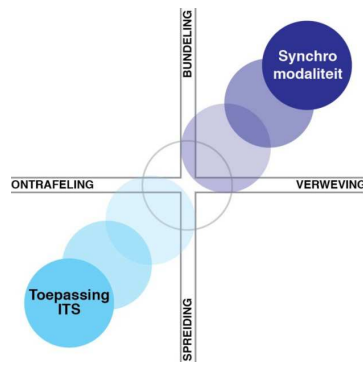 BUNDELING
Synchro
modaliteit
ONTRAFELING
VERWEVING
Toepassing
ITS
SPREIDING